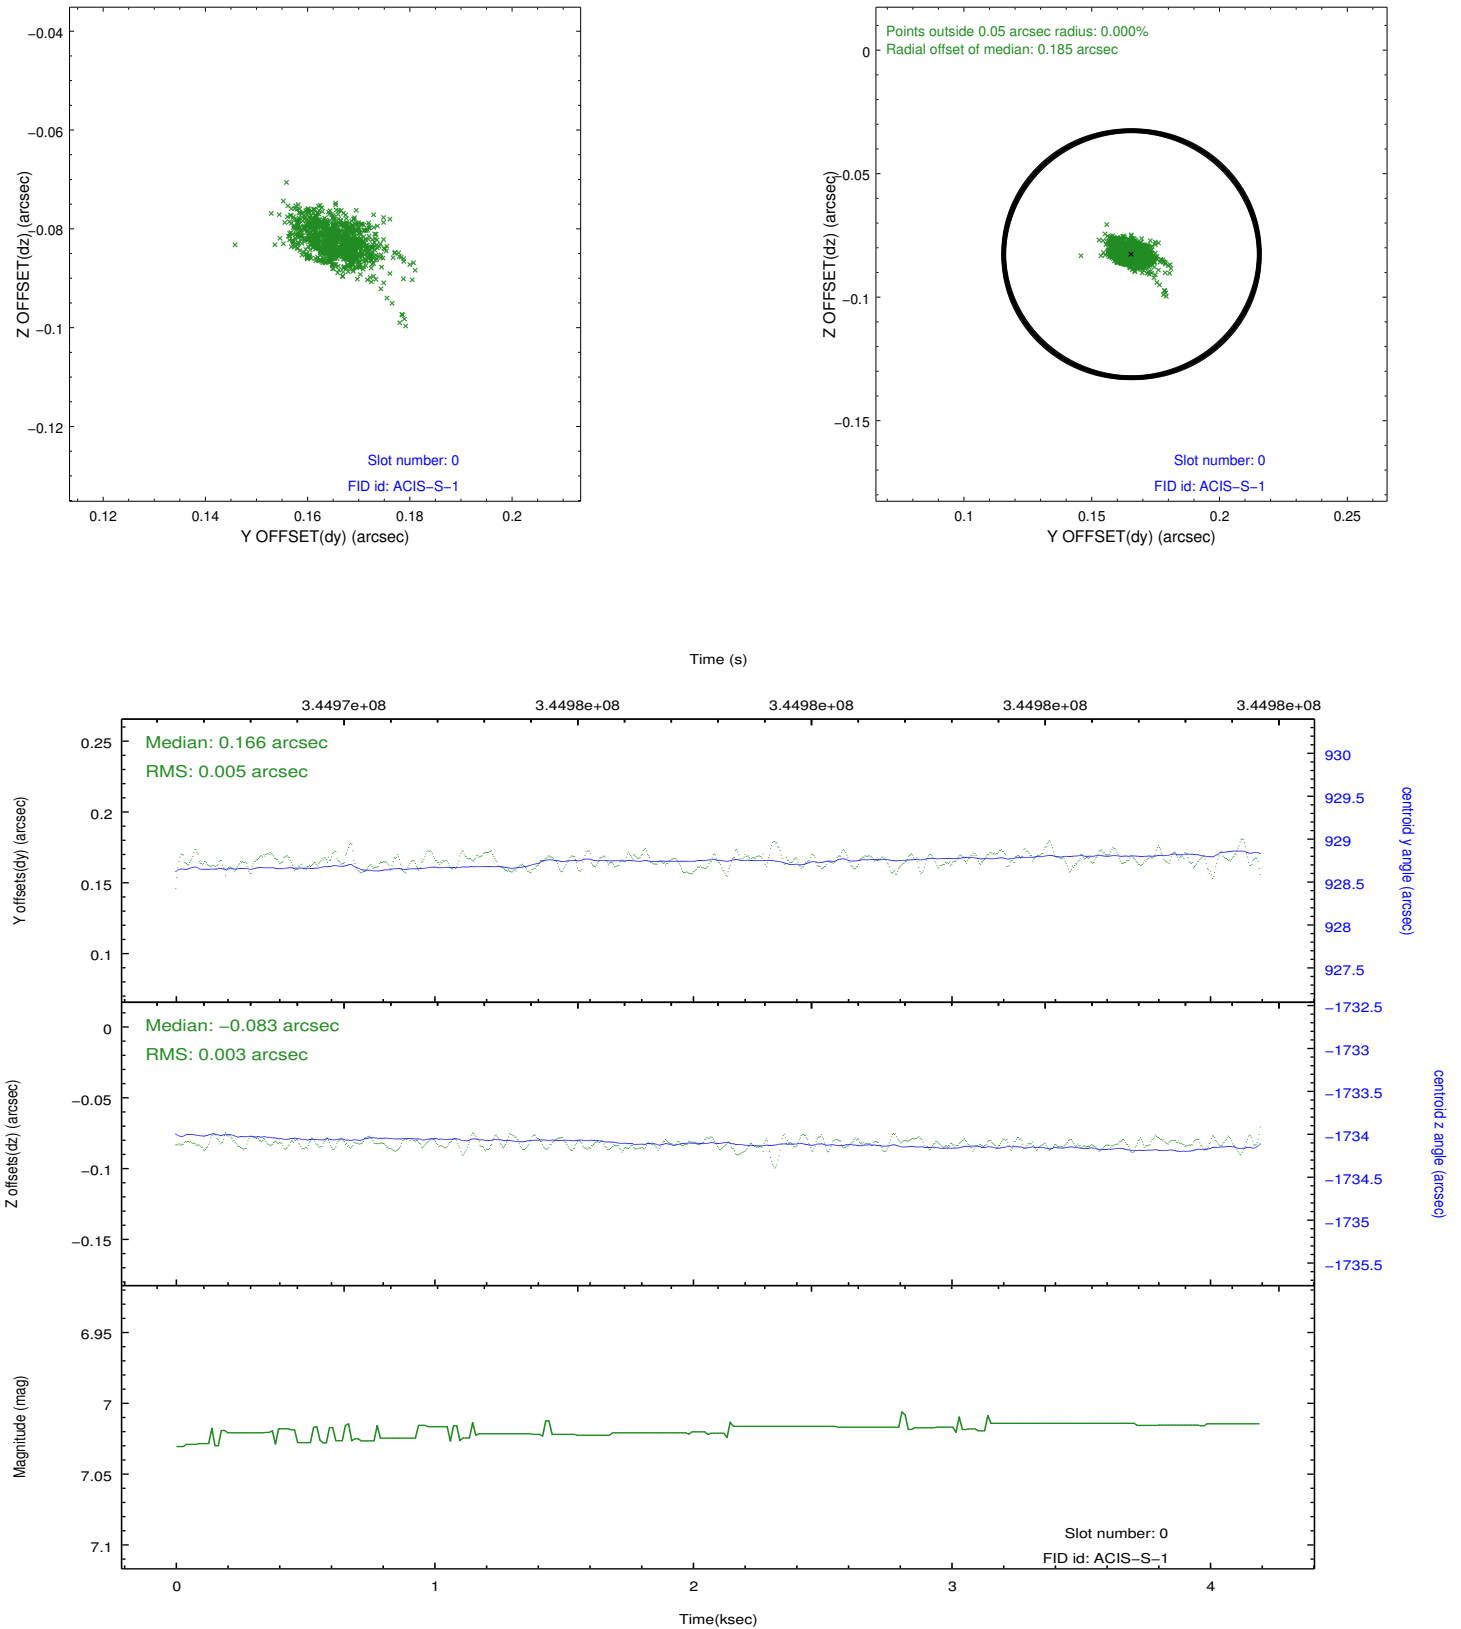 −0.04
−0.06
−0.08
−0.1
−0.12
Z OFFSET(dz) (arcsec)
Slot number: 0
FID id: ACIS−S−1
0.12
0.14
0.16
0.18
0.2
Y OFFSET(dy) (arcsec)
Points outside 0.05 arcsec radius: 0.000%
Radial offset of median: 0.185 arcsec
0
−0.05
−0.1
−0.15
Z OFFSET(dz) (arcsec)
Slot number: 0
FID id: ACIS−S−1
0.1
0.15
0.2
0.25
Y OFFSET(dy) (arcsec)
Time (s)
3.4497e+08
3.4498e+08
3.4498e+08
3.4498e+08
3.4498e+08
Median: 0.166 arcsec
RMS: 0.005 arcsec
0.25
0.2
0.15
0.1
Y offsets(dy) (arcsec)
930
929.5
929
928.5
928
927.5
centroid y angle (arcsec)
Median: −0.083 arcsec
RMS: 0.003 arcsec
0
−0.05
−0.1
−0.15
Z offsets(dz) (arcsec)
−1732.5
−1733
−1733.5
−1734
−1734.5
−1735
−1735.5
centroid z angle (arcsec)
6.95
7
7.05
7.1
Magnitude (mag)
Slot number: 0
FID id: ACIS−S−1
0
1
2
3
4
Time(ksec)